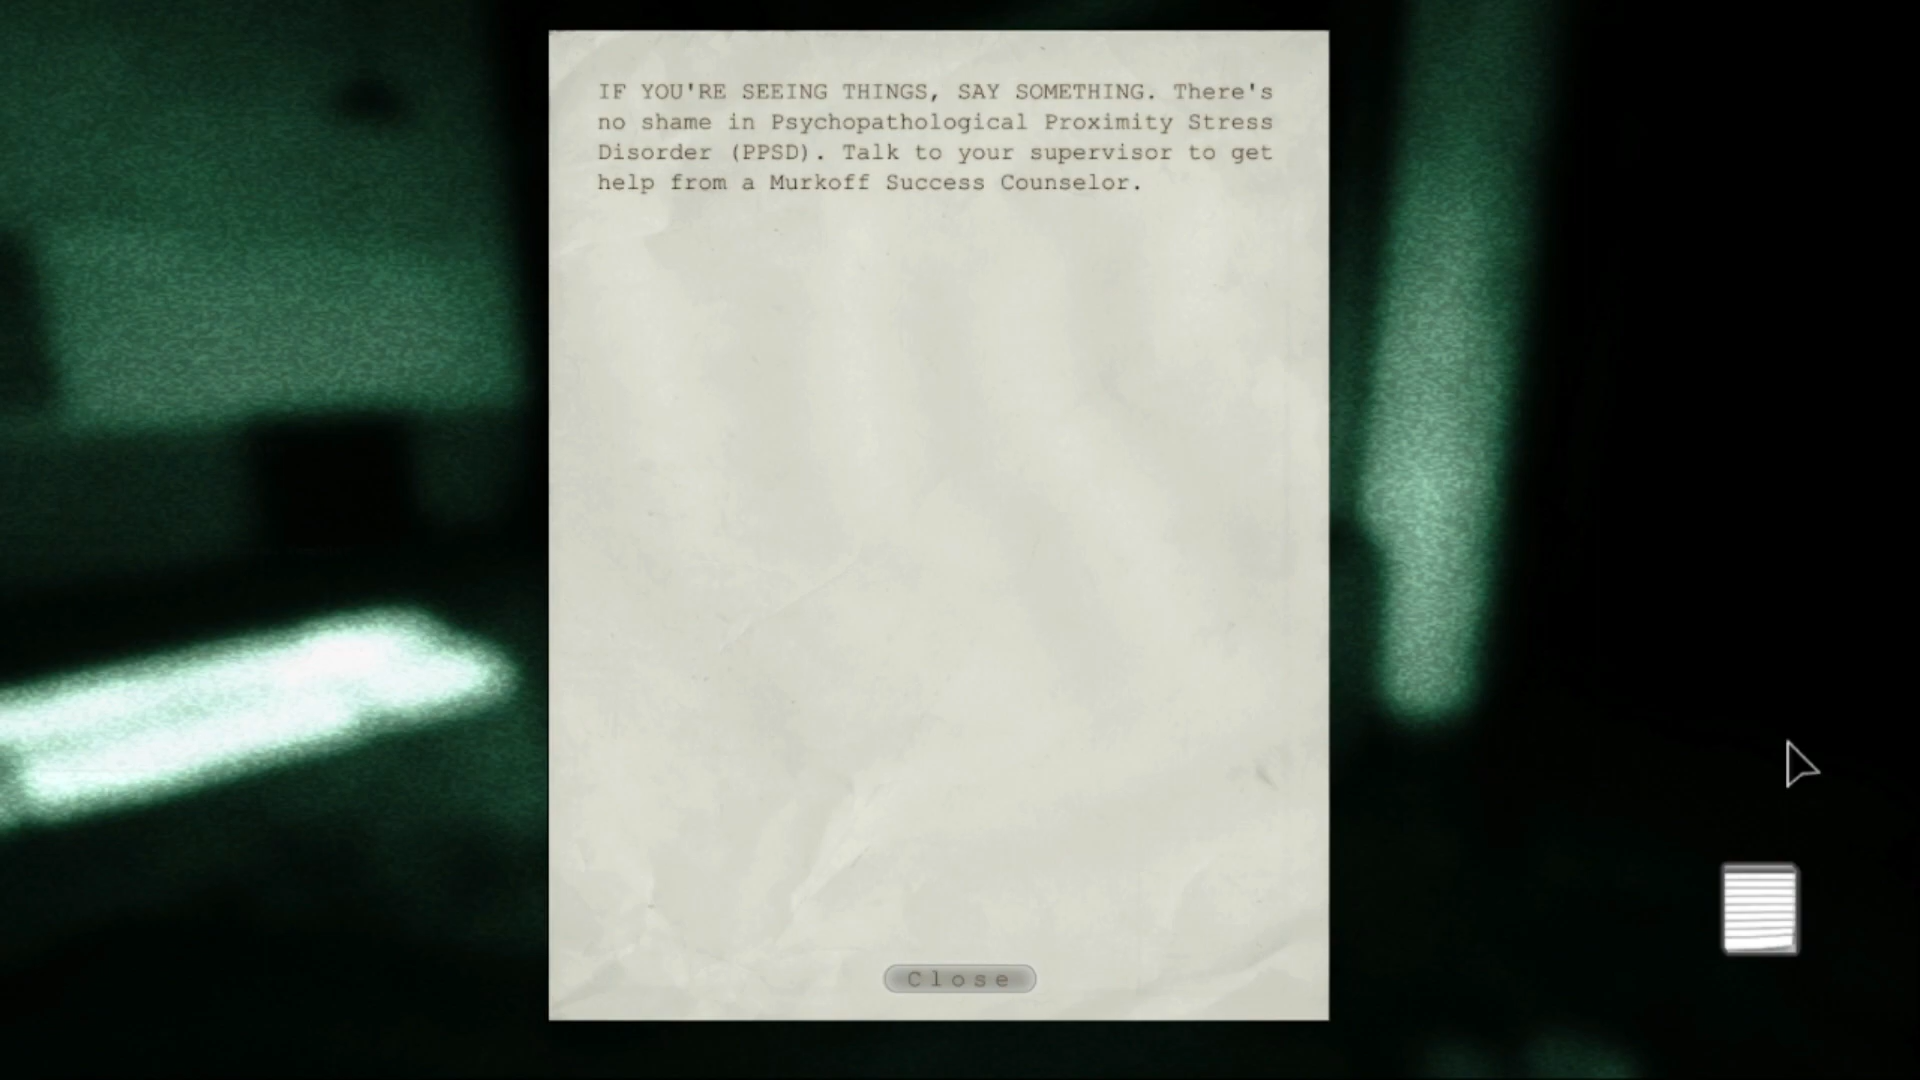 IF YOU'RE SEEING THINGS, SAY SOMETHING. There's
no shame in Psychopathological Proximity Stress
Disorder (PPSD). Talk to your supervisor to get
help from a Murkoff Success Counselor.
Close